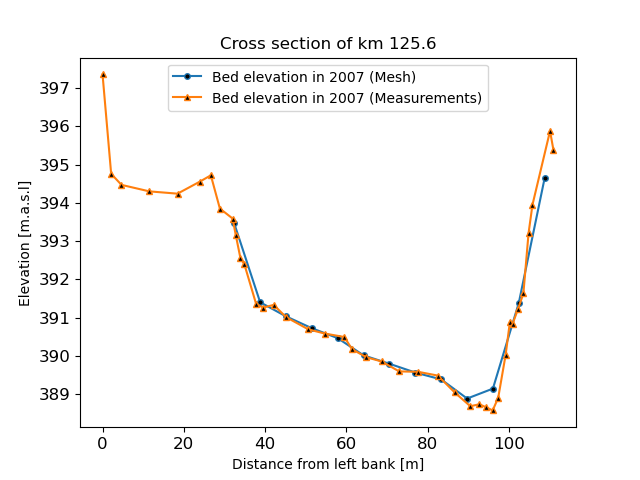 Cross section of km 125.6
Bed elevation in 2007 (Mesh)
Bed elevation in 2007 (Measurements)
Elevation [m.a.s.l]
397
396
395
394
393
392
391
390
389
0 20 40 60 80 100
Distance from left bank [m]